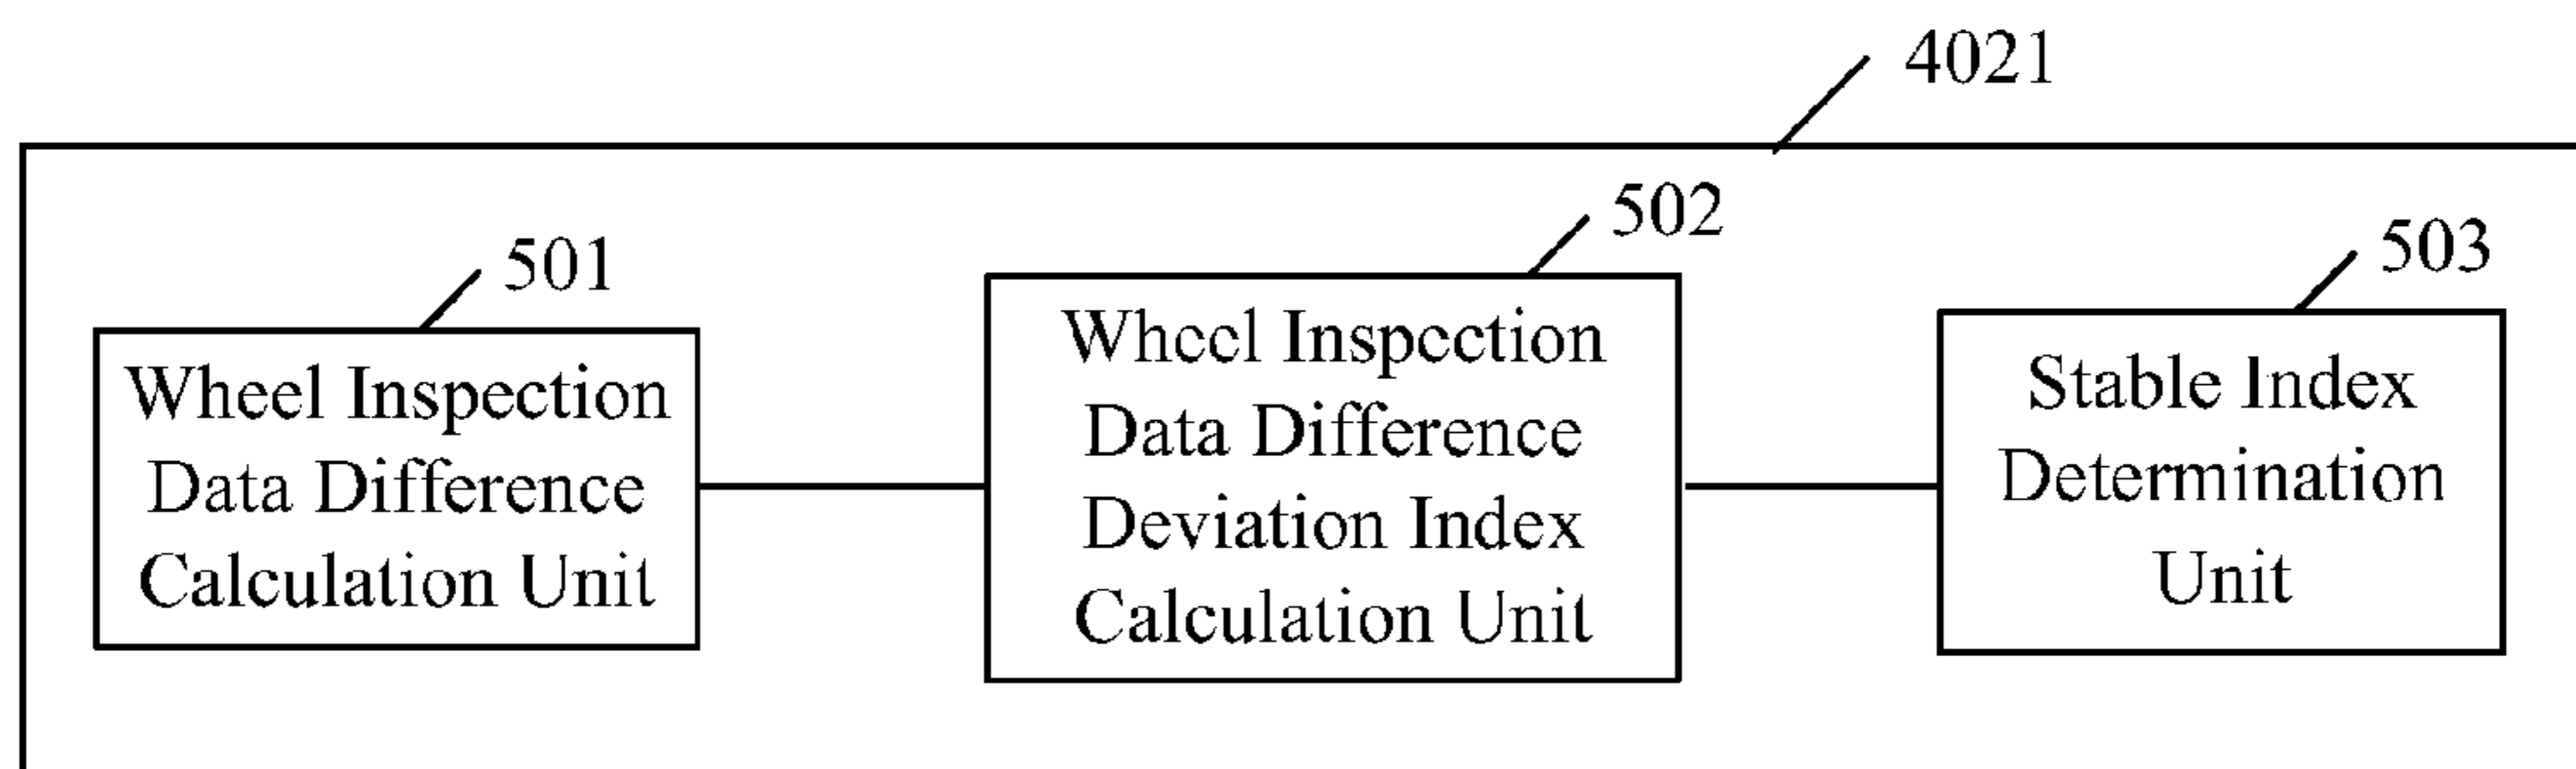 4021
501
Wheel Inspection
Data Difference
Calculation Unit
502
Wheel Inspection
Data Difference
Deviation Index
Calculation Unit
503
Stable Index
Determination
Unit